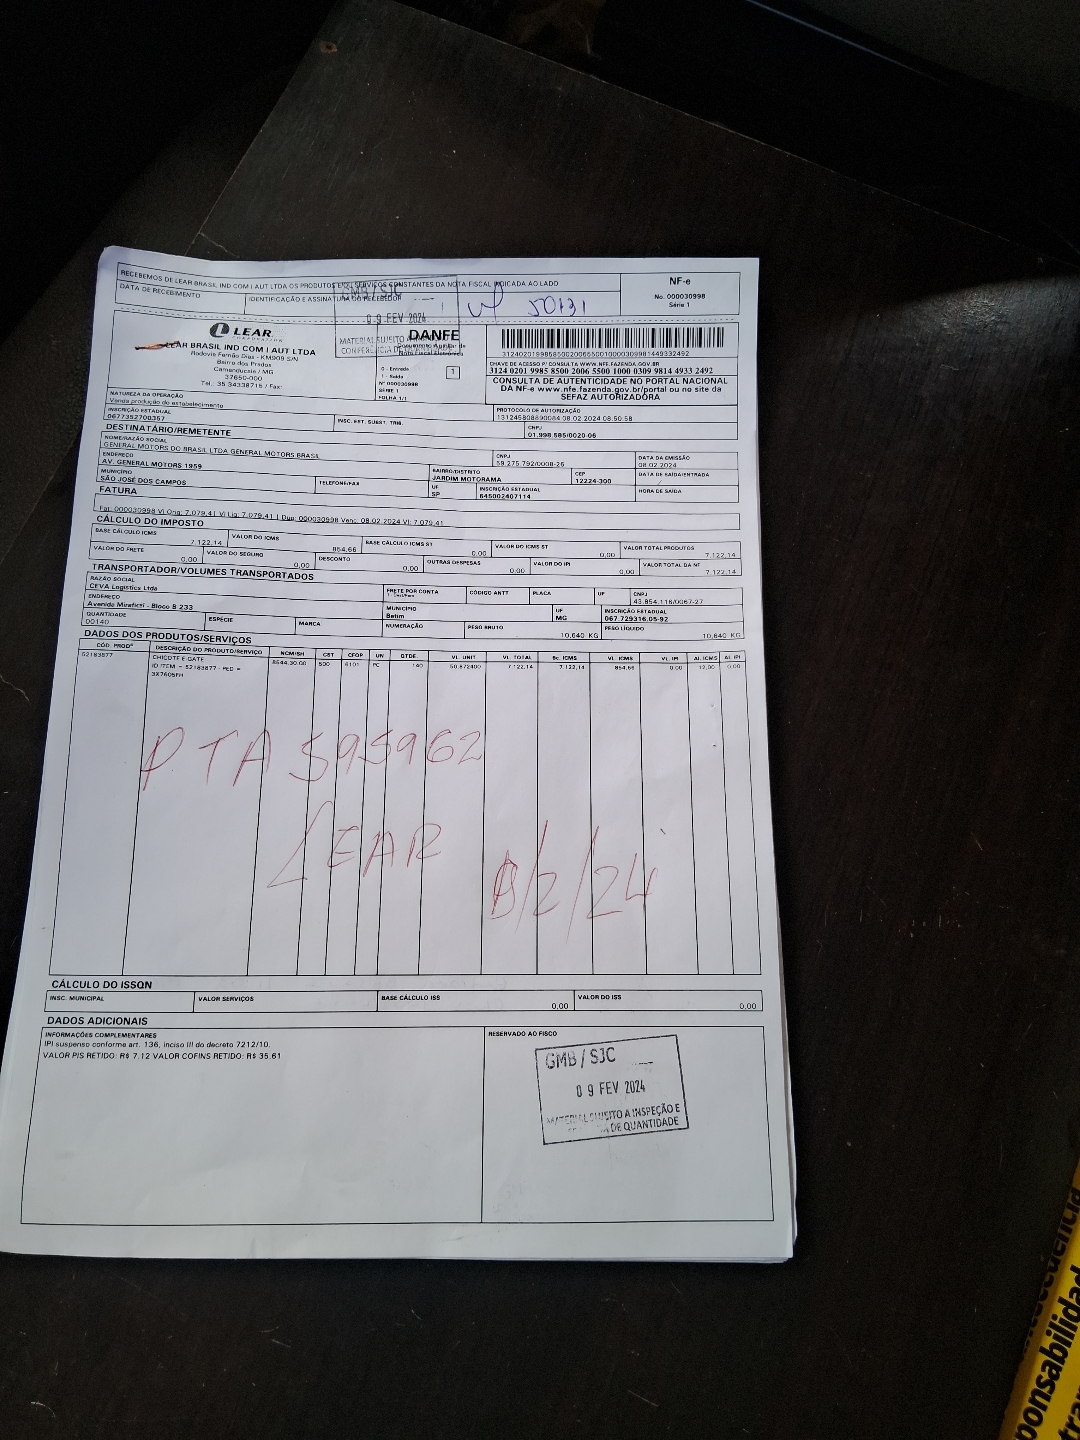 RECEBEMOS DE LEAR BRASIL IND COM I AUT LTDA OS PRODUTOS E OU SERVIÇOS CONSTANTES DA NOTA FISCAL INDICADA AO LADO
DATA DE RECEBIMENTO
IDENTIFICAÇÃO E ASSINATURA DO RECEBEDOR
NF-e
No. 000030998
Série 1
GMB / SJC
09 FEV 2024
MATERIAL SUJEITO A
50131
LEAR
CORPORATION
LEAR BRASIL IND COM I AUT LTDA
Rodovia Fernão Dias - KM909 S/N
Bairro dos Prados
Camanducaia / MG
37650-000
Tel.: 35 34338715 / Fax:
DANFE
Documento Auxiliar da
Nota Fiscal Eletrônica
0 - Entrada
1 - Saída
1
Nº 000030998
SÉRIE 1
FOLHA 1/1
31240201998585002006550010000309981449332492
CHAVE DE ACESSO P/ CONSULTA WWW.NFE.FAZENDA.GOV.BR
3124 0201 9985 8500 2006 5500 1000 0309 9814 4933 2492
CONSULTA DE AUTENTICIDADE NO PORTAL NACIONAL
DA NF-e www.nfe.fazenda.gov.br/portal ou no site da
SEFAZ AUTORIZADORA
NATUREZA DA OPERAÇÃO
Venda produção do estabelecimento
PROTOCOLO DE AUTORIZAÇÃO
131245808890084 08.02.2024 08:50:58
INSCRIÇÃO ESTADUAL
0677352700357
INSC. EST. SUBST. TRIB.
CNPJ
01.998.585/0020-06
DESTINATÁRIO/REMETENTE
NOME/RAZÃO SOCIAL
GENERAL MOTORS DO BRASIL LTDA GENERAL MOTORS BRASIL
CNPJ
59.275.792/0008-26
DATA DA EMISSÃO
08.02.2024
ENDEREÇO
AV. GENERAL MOTORS 1959
BAIRRO/DISTRITO
JARDIM MOTORAMA
CEP
12224-300
DATA DE SAÍDA/ENTRADA
MUNICÍPIO
SÃO JOSÉ DOS CAMPOS
TELEFONE/FAX
UF
SP
INSCRIÇÃO ESTADUAL
645002407114
HORA DE SAÍDA
FATURA
Fat: 000030998 Vl Orig: 7.079,41 Vl Liq: 7.079,41 | Dup: 000030998 Venc: 08.02.2024 Vl: 7.079,41
CÁLCULO DO IMPOSTO
BASE CÁLCULO ICMS
7.122,14
VALOR DO ICMS
854,66
BASE CÁLCULO ICMS ST
0,00
VALOR DO ICMS ST
0,00
VALOR TOTAL PRODUTOS
7.122,14
VALOR DO FRETE
0,00
VALOR DO SEGURO
0,00
DESCONTO
0,00
OUTRAS DESPESAS
0,00
VALOR DO IPI
0,00
VALOR TOTAL DA NF
7.122,14
TRANSPORTADOR/VOLUMES TRANSPORTADOS
RAZÃO SOCIAL
CEVA Logistics Ltda
FRETE POR CONTA
CÓDIGO ANTT
PLACA
UF
CNPJ
43.854.116/0067-27
ENDEREÇO
Avenida Mirafiori - Bloco B 233
MUNICÍPIO
Betim
UF
MG
INSCRIÇÃO ESTADUAL
067.729316.05-92
QUANTIDADE
00140
ESPÉCIE
MARCA
NUMERAÇÃO
PESO BRUTO
10,640 KG
PESO LÍQUIDO
10,640 KG
DADOS DOS PRODUTOS/SERVIÇOS
CÓD. PROD° DESCRIÇÃO DO PRODUTO/SERVIÇO NCM/SH CST CFOP UN QTDE. VL. UNIT VL. TOTAL Bc. ICMS VL. ICMS VL. IPI Al. ICMS Al. IPI
52183877 CHICOTE E-GATE 8544.30.00 500 6101 PC 140 50,872400 7.122,14 7.122,14 854,66 0,00 12,00 0,00
ID ITEM = 52183877 - PED =
3X7605FH
PTA 595962
LEAR
8/2/24
CÁLCULO DO ISSQN
INSC. MUNICIPAL
VALOR SERVIÇOS
BASE CÁLCULO ISS
0,00
VALOR DO ISS
0,00
DADOS ADICIONAIS
INFORMAÇÕES COMPLEMENTARES
IPI suspenso conforme art. 136, inciso III do decreto 7212/10.
VALOR PIS RETIDO: R$ 7.12 VALOR COFINS RETIDO: R$ 35.61
RESERVADO AO FISCO
GMB / SJC
09 FEV 2024
MATERIAL SUJEITO A INSPEÇÃO E
DE QUANTIDADE
ponsabilidad